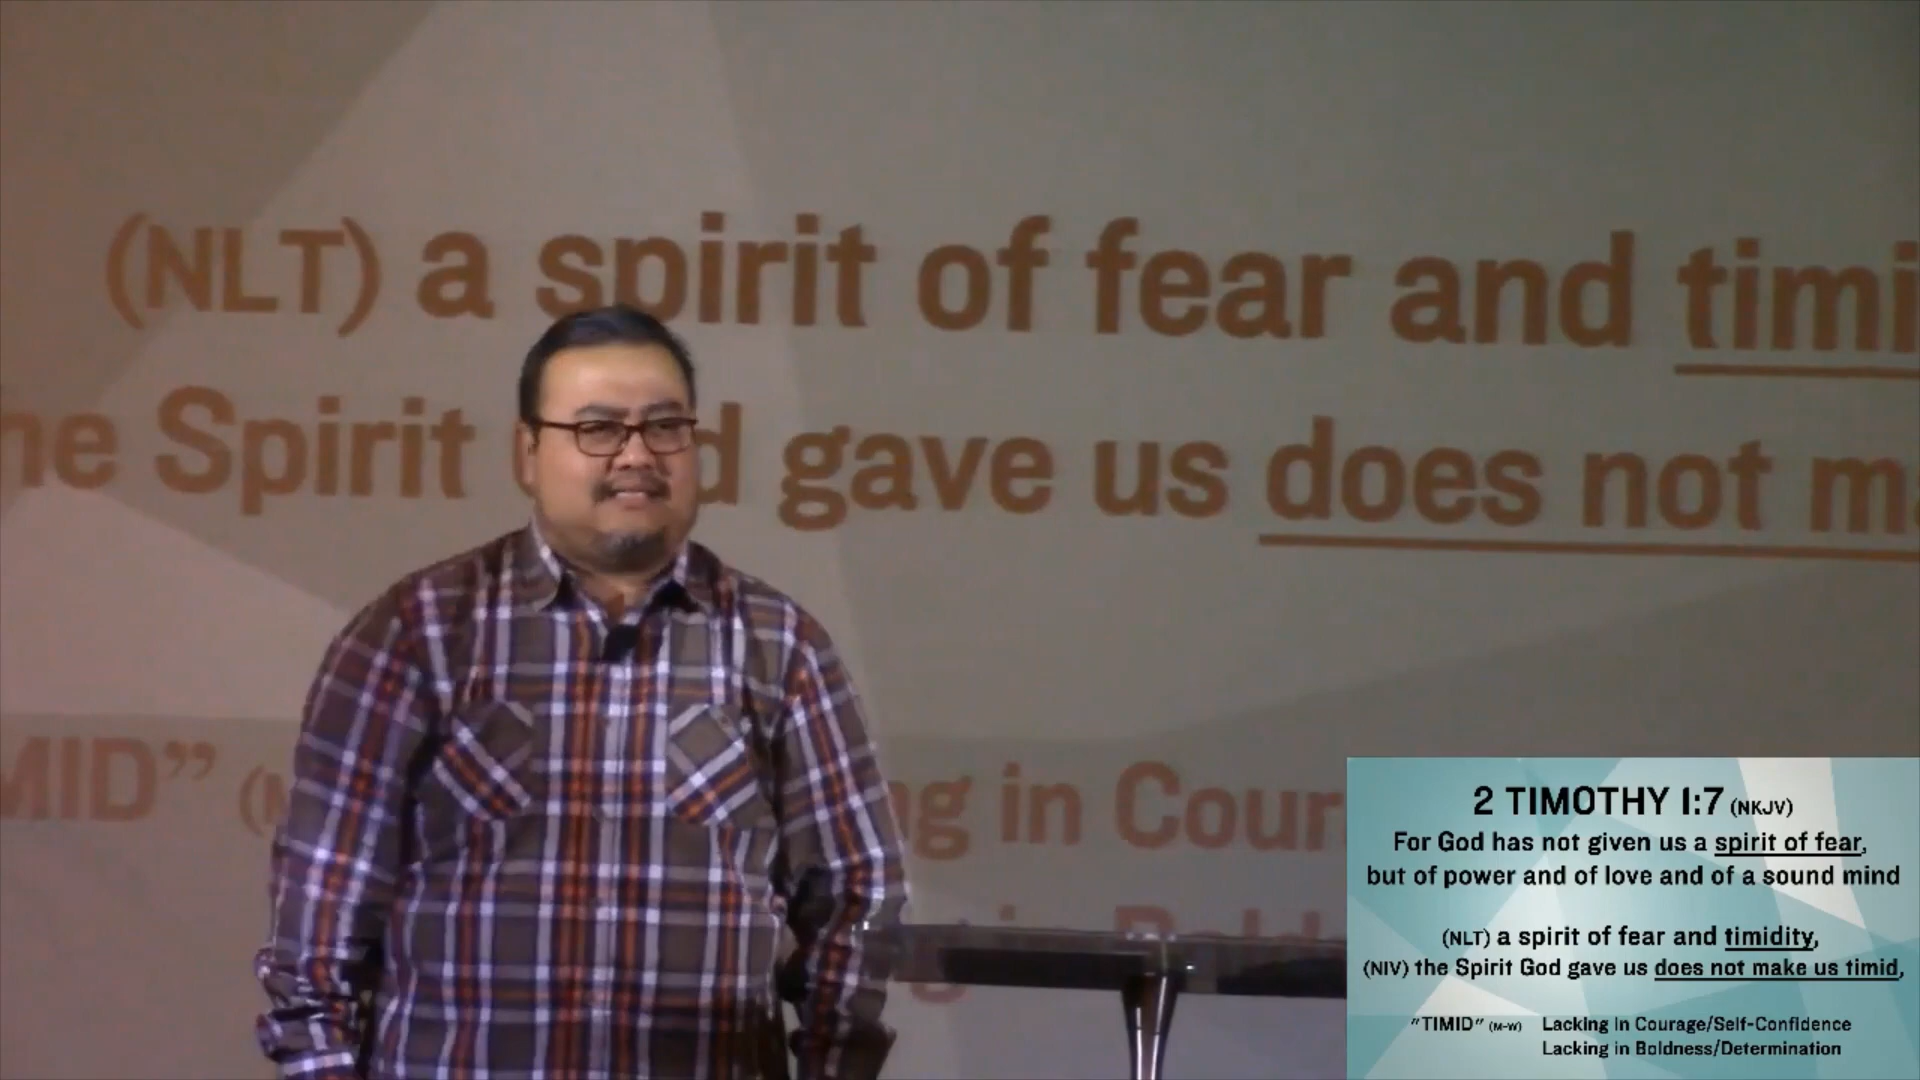 (NLT) a spirit of fear and timi
he Spirit God gave us does not ma
MID” (M ng in Cour
2 TIMOTHY 1:7 (NKJV)
For God has not given us a spirit of fear,
but of power and of love and of a sound mind
(NLT) a spirit of fear and timidity,
(NIV) the Spirit God gave us does not make us timid,
"TIMID" (M-W) Lacking in Courage/Self-Confidence
Lacking in Boldness/Determination